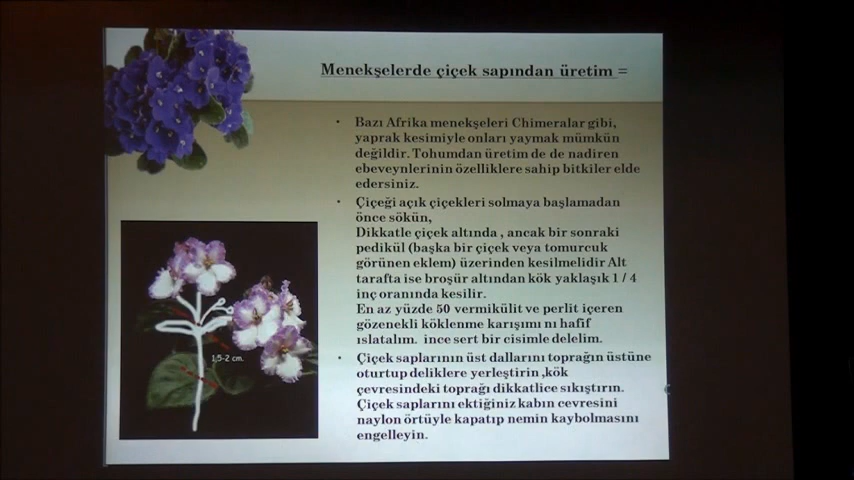 Menekşelerde çiçek sapından üretim =
• Bazı Afrika menekşeleri Chimeralar gibi,
yaprak kesimiyle onları yaymak mümkün
değildir. Tohumdan üretim de de nadiren
ebeveynlerinin özelliklere sahip bitkiler elde
edersiniz.
• Çiçeği açık çiçekleri solmaya başlamadan
önce sökün,
Dikkatle çiçek altında , ancak bir sonraki
pedikül (başka bir çiçek veya tomurcuk
görünen eklem) üzerinden kesilmelidir Alt
tarafta ise broşür altından kök yaklaşık 1 / 4
inç oranında kesilir.
En az yüzde 50 vermikülit ve perlit içeren
gözenekli köklenme karışımı nı hafif
ıslatalım. ince sert bir cisimle delelim.
• Çiçek saplarının üst dallarını toprağın üstüne
oturtup deliklere yerleştirin ,kök
çevresindeki toprağı dikkatlice sıkıştırın.
Çiçek saplarını ektiğiniz kabın cevresini
naylon örtüyle kapatıp nemin kaybolmasını
engelleyin.
1,5-2 cm.